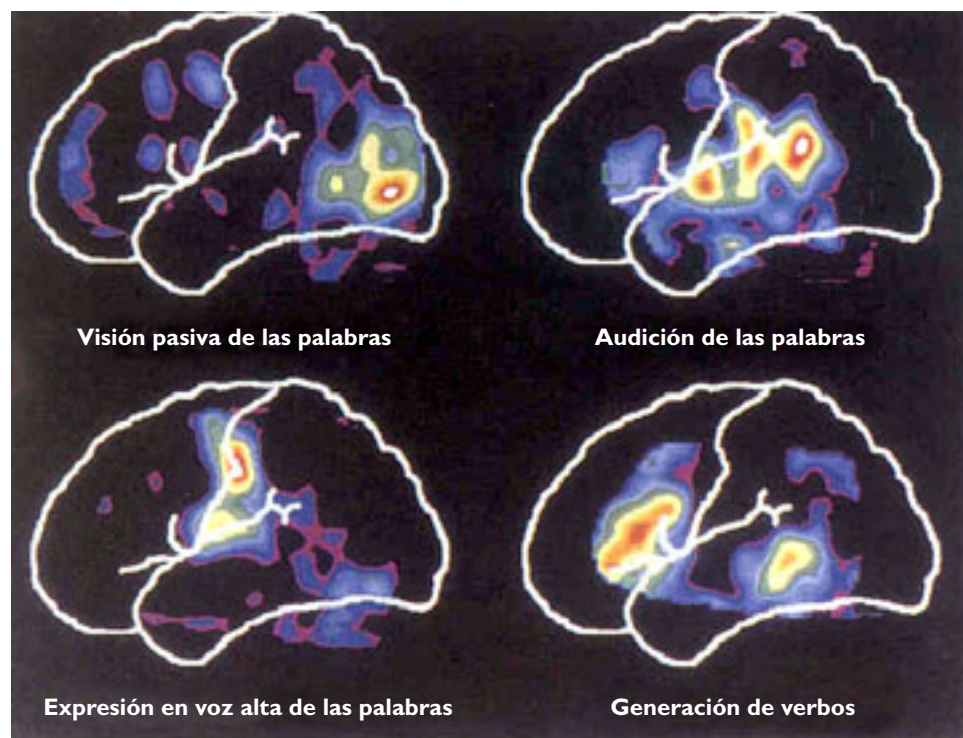 Visión pasiva de las palabras
Audición de las palabras
Expresión en voz alta de las palabras
Generación de verbos